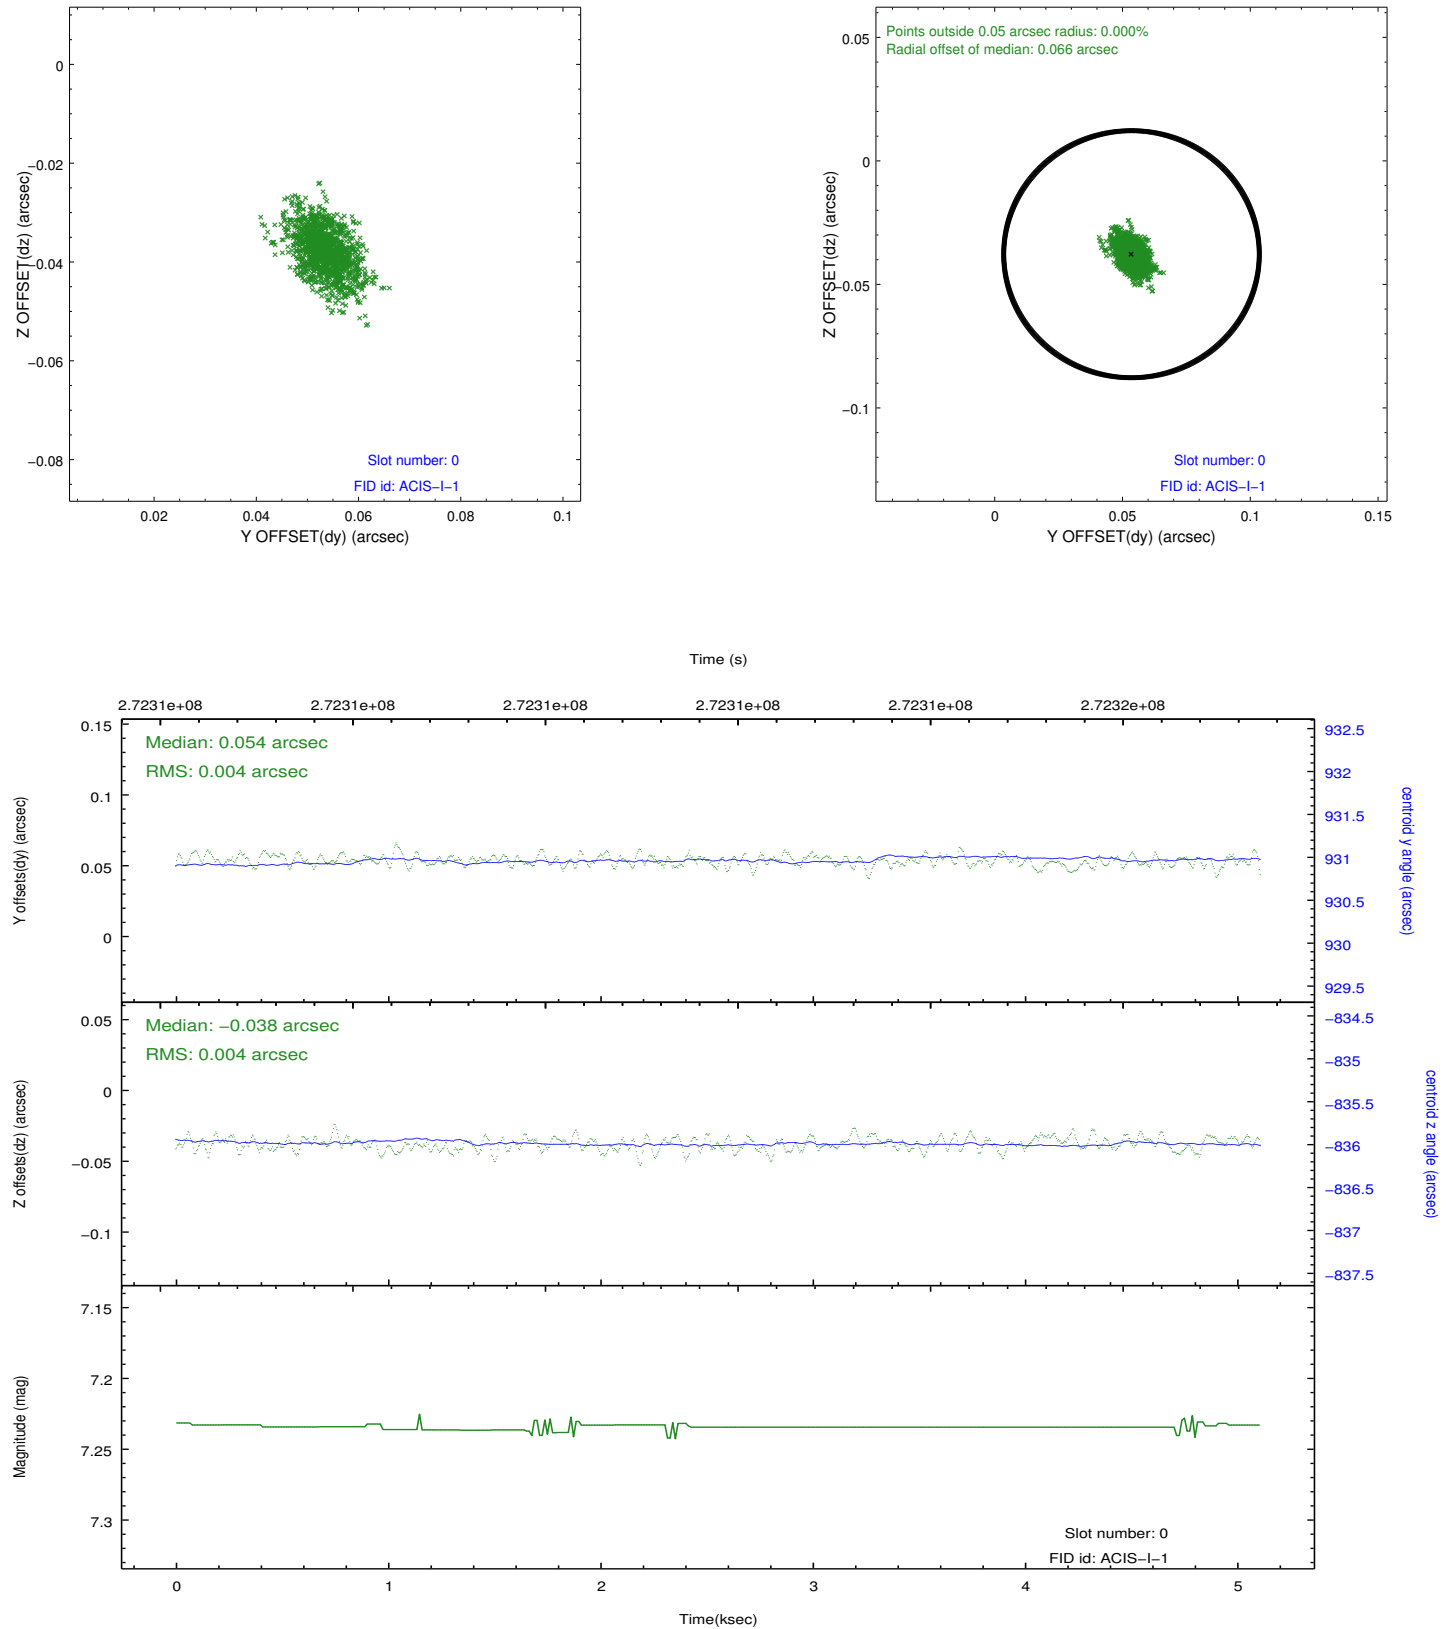 0
−0.02
−0.04
−0.06
−0.08
Z OFFSET(dz) (arcsec)
0.02
0.04
0.06
0.08
0.1
Y OFFSET(dy) (arcsec)
Slot number: 0
FID id: ACIS−I−1
Points outside 0.05 arcsec radius: 0.000%
Radial offset of median: 0.066 arcsec
0.05
0
−0.05
−0.1
Z OFFSET(dz) (arcsec)
0
0.05
0.1
0.15
Y OFFSET(dy) (arcsec)
Slot number: 0
FID id: ACIS−I−1
Time (s)
2.7231e+08
2.7231e+08
2.7231e+08
2.7231e+08
2.7231e+08
2.7232e+08
Median: 0.054 arcsec
RMS: 0.004 arcsec
0.15
0.1
0.05
0
Y offsets(dy) (arcsec)
932.5
932
931.5
931
930.5
930
929.5
centroid y angle (arcsec)
Median: −0.038 arcsec
RMS: 0.004 arcsec
0.05
0
−0.05
−0.1
Z offsets(dz) (arcsec)
−834.5
−835
−835.5
−836
−836.5
−837
−837.5
centroid z angle (arcsec)
7.15
7.2
7.25
7.3
Magnitude (mag)
Slot number: 0
FID id: ACIS−I−1
0
1
2
3
4
5
Time(ksec)